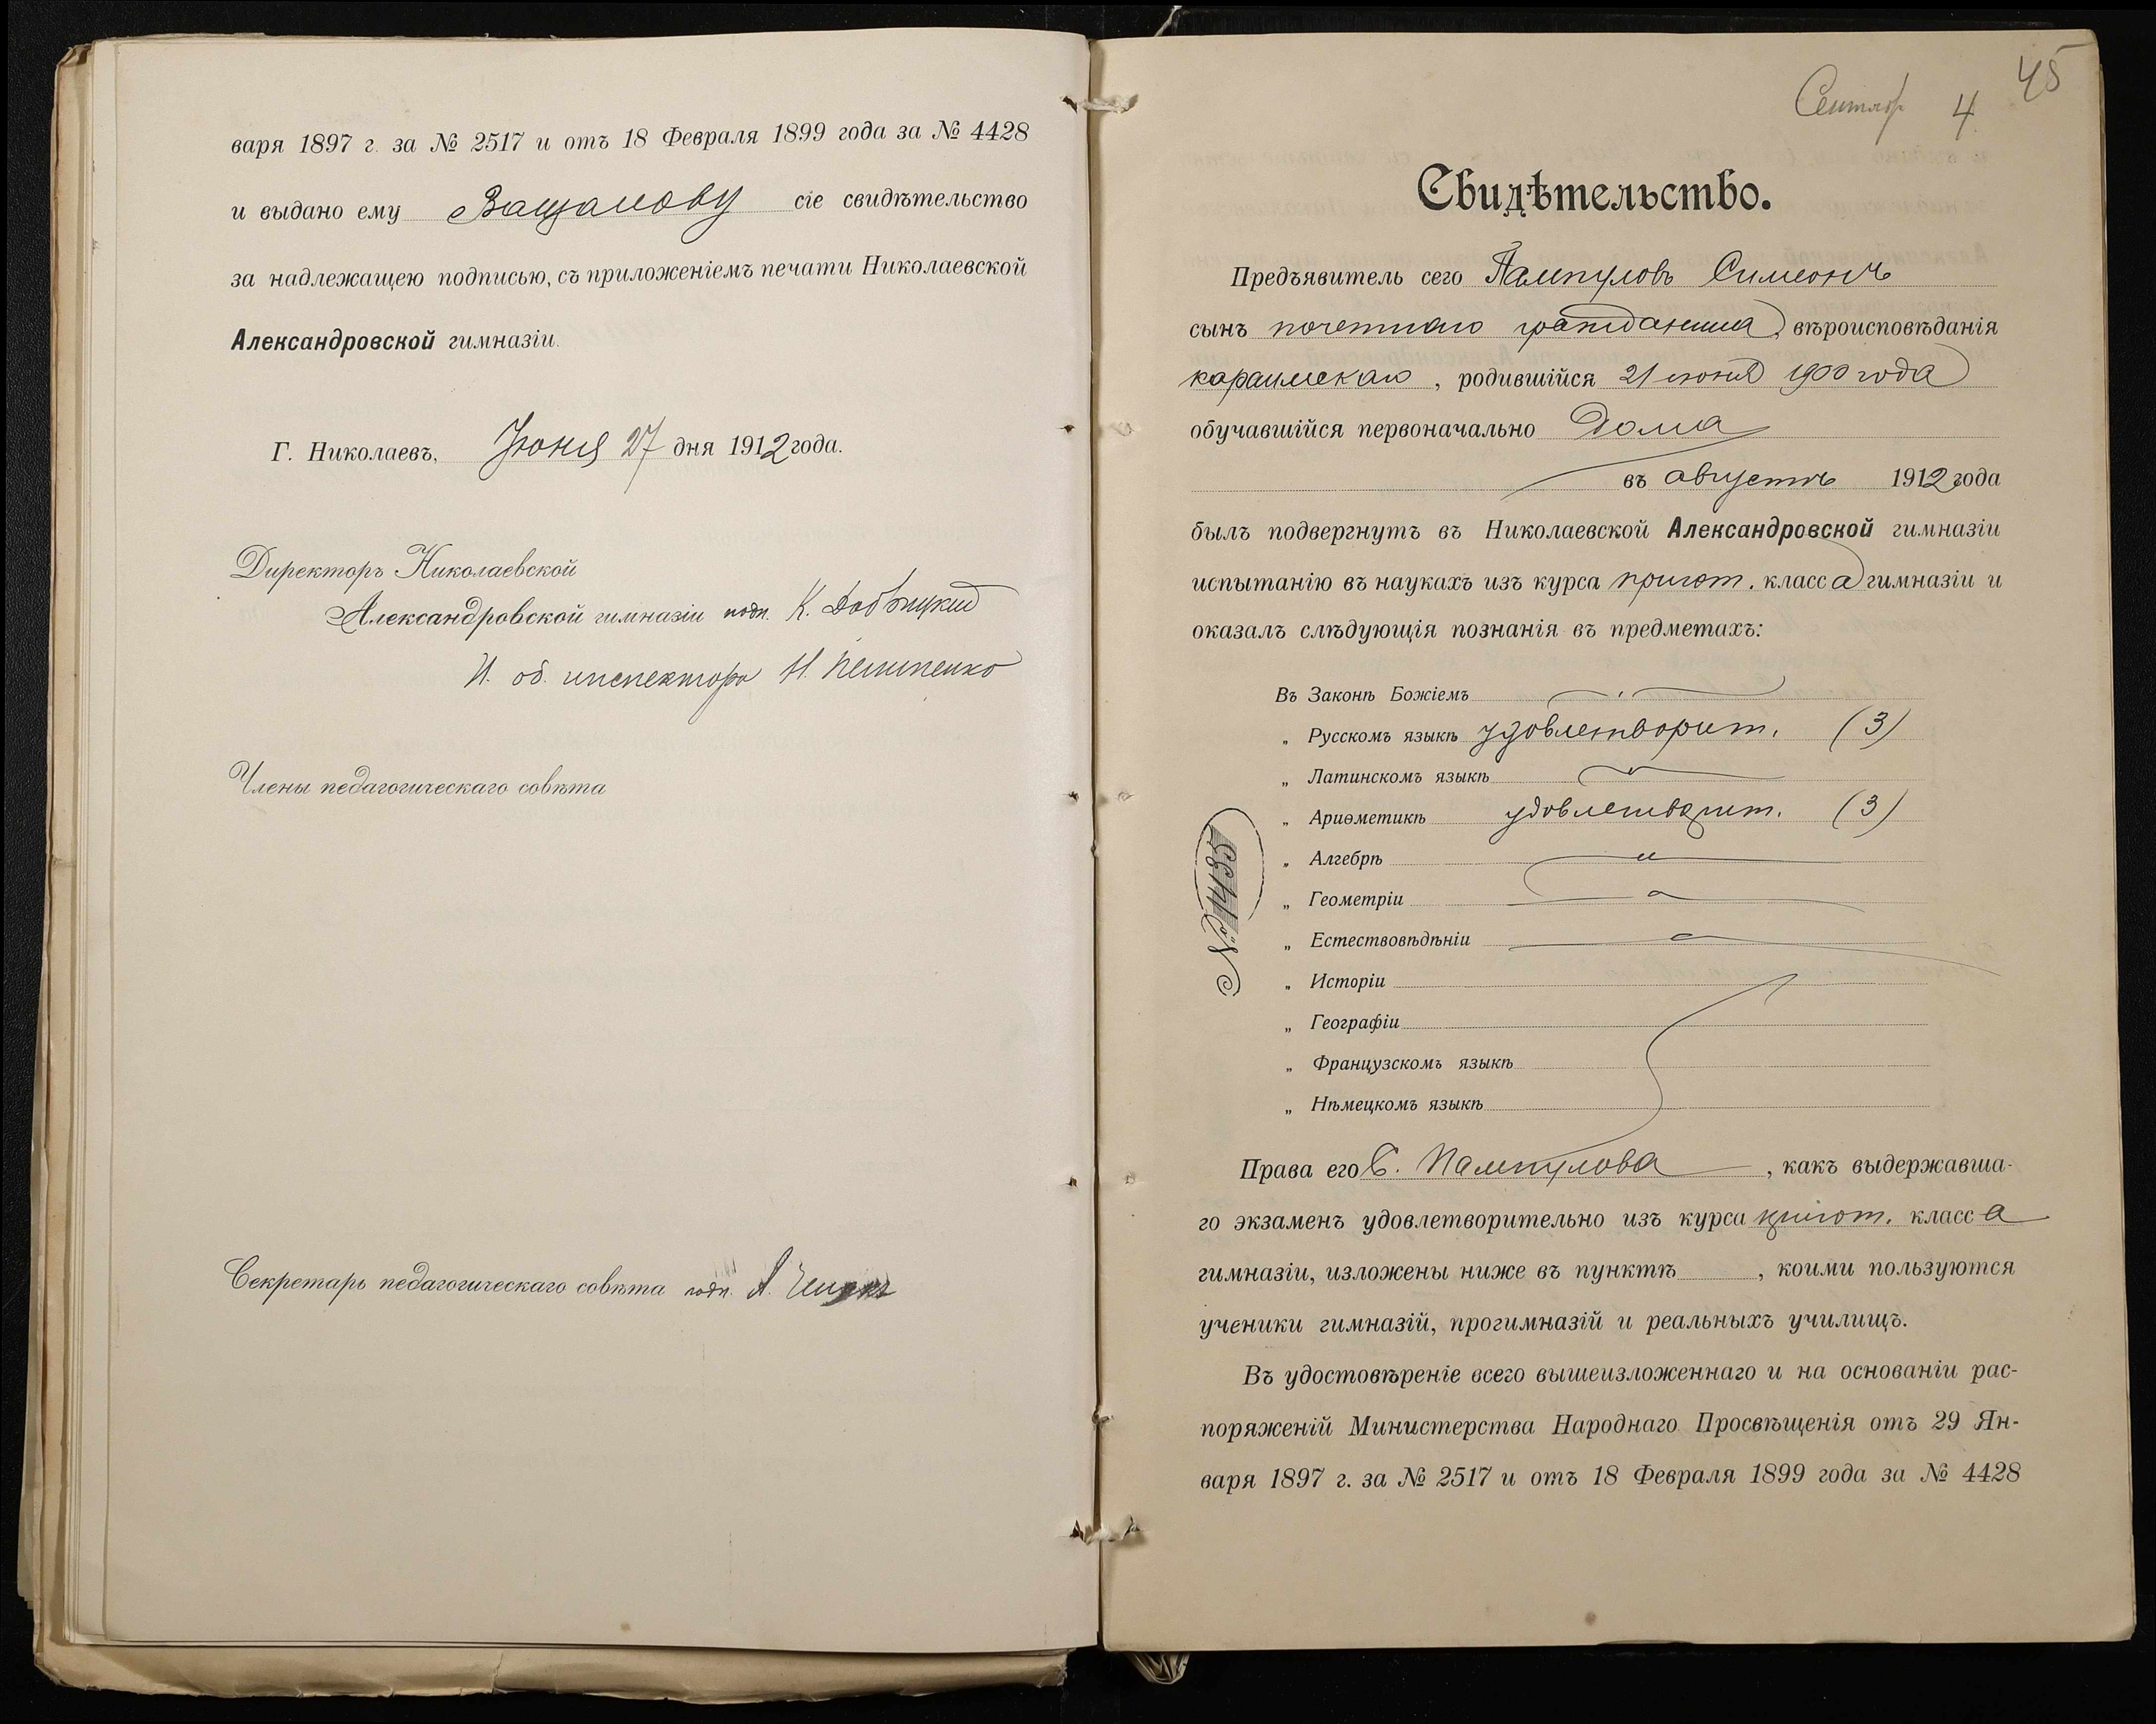 варя 1897 г. за № 2517 и отъ 18 Февраля 1899 года за № 4428
и выдано ему Ващанову сіе свидѣтельство
за надлежащею подписью, съ приложеніемъ печати Николаевской
Александровской гимназіи.
Г. Николаевъ, Іюня 27 дня 1912 года.
Директоръ Николаевской
Александровской гимназіи подп. К.
И. об. инспектора Н.
Члены педагогическаго совѣта
Секретарь педагогическаго совѣта подп. А.
45
Сентябр 4
Свидѣтельство.
Предъявитель сего Пампуловъ Симеонъ
сынъ почетнаго гражданина, вѣроисповѣданія
караимскаго, родившійся 21 іюня 1900 года
обучавшійся первоначально дома
въ августѣ 1912 года
былъ подвергнутъ въ Николаевской Александровской гимназіи
испытанію въ наукахъ изъ курса пригот. класса гимназіи и
оказалъ слѣдующія познанія въ предметахъ:
Въ Законѣ Божіемъ
„ Русскомъ языкѣ удовлетворит. (3)
„ Латинскомъ языкѣ
„ Ариѳметикѣ удовлетворит. (3)
„ Алгебрѣ
„ Геометріи
„ Естествовѣдѣніи
„ Исторіи
„ Географіи
„ Французскомъ языкѣ
„ Нѣмецкомъ языкѣ
№ 1435
Права его С. Пампулова, какъ выдержавша-
го экзаменъ удовлетворительно изъ курса пригот. класса
гимназіи, изложены ниже въ пунктѣ , коими пользуются
ученики гимназій, прогимназій и реальныхъ училищъ.
Въ удостовѣреніе всего вышеизложеннаго и на основаніи рас-
поряженій Министерства Народнаго Просвѣщенія отъ 29 Ян-
варя 1897 г. за № 2517 и отъ 18 Февраля 1899 года за № 4428